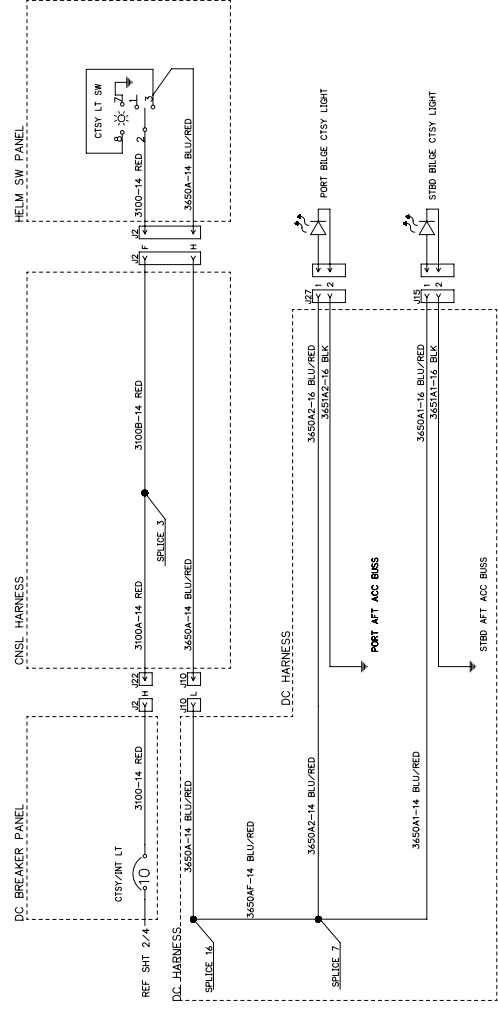 DC BREAKER PANEL
CNSL HARNESS
HELM SW PANEL
CTSY LT SW
8
7
1
2
3
CTSY/INT LT
10
REF SHT 2/4
3100-14 RED
J2
H
J22
3100A-14 RED
SPLICE 3
3100B-14 RED
J2
F
J2
3100-14 RED
DC HARNESS
3650A-14 BLU/RED
J10
L
J10
3650A-14 BLU/RED
H
3650A-14 BLU/RED
SPLICE 16
3650AF-14 BLU/RED
DC HARNESS
3650A2-14 BLU/RED
3650A2-16 BLU/RED
3651A2-16 BLK
J27
1
2
PORT BILGE CTSY LIGHT
SPLICE 7
PORT AFT ACC BUSS
3650A1-14 BLU/RED
3650A1-16 BLU/RED
3651A1-16 BLK
J15
1
2
STBD BILGE CTSY LIGHT
STBD AFT ACC BUSS